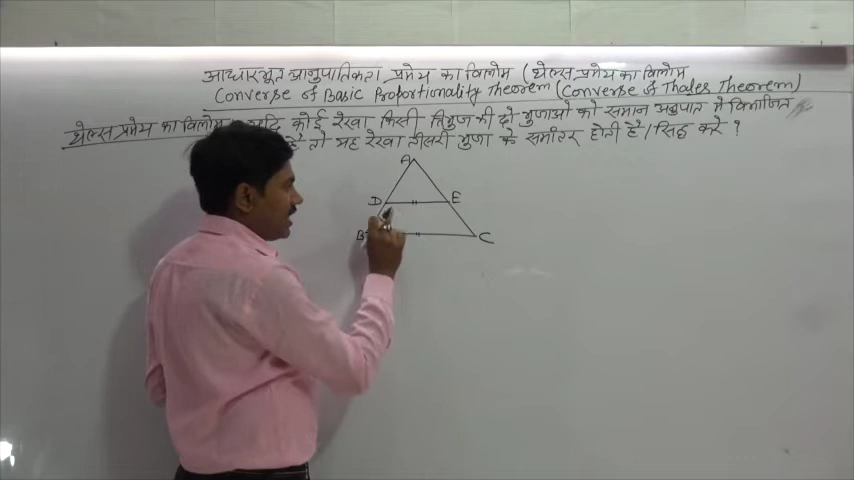 आधारभूत आनुपातिकता प्रमेय का विलोम (थेल्स प्रमेय का विलोम
Converse of Basic Proportionality Theorem (Converse of Thales Theorem)
थेल्स प्रमेय का विलोम यदि कोई रेखा किसी त्रिभुज की दो भुजाओं को समान अनुपात में विभाजित
है तो यह रेखा तीसरी भुजा के समांतर होती है/सिद्ध करे ?
A
D E
B C